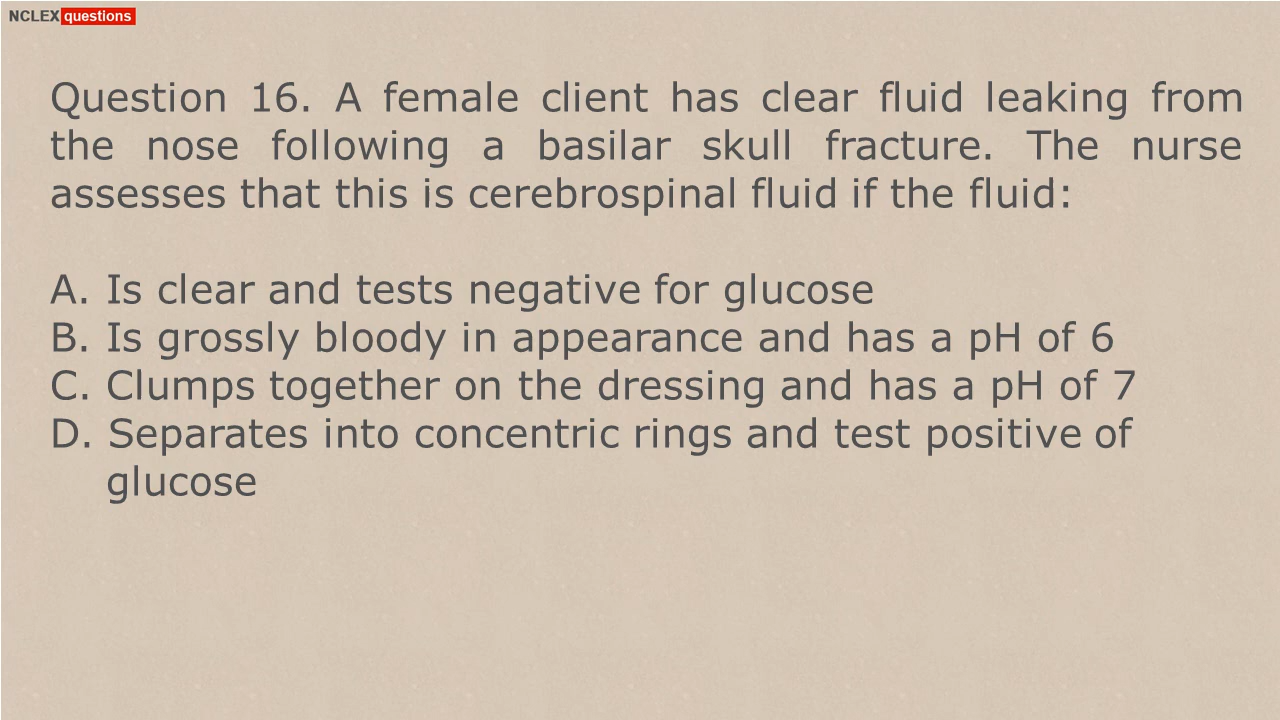 NCLEX questions
Question 16. A female client has clear fluid leaking from
the nose following a basilar skull fracture. The nurse
assesses that this is cerebrospinal fluid if the fluid:
A. Is clear and tests negative for glucose
B. Is grossly bloody in appearance and has a pH of 6
C. Clumps together on the dressing and has a pH of 7
D. Separates into concentric rings and test positive of
glucose